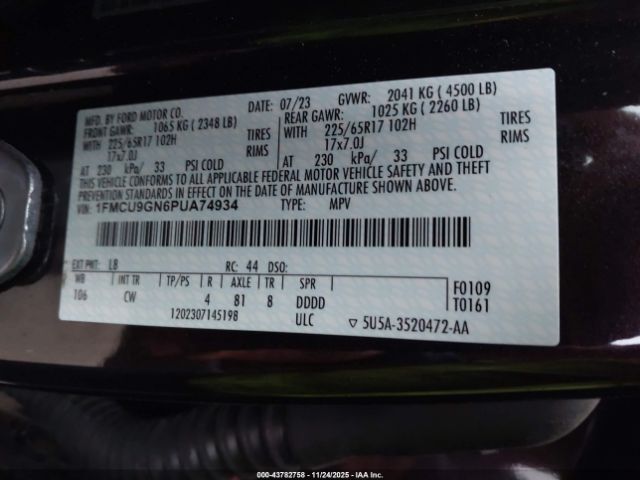 MFD. BY FORD MOTOR CO.
DATE: 07/23 GVWR: 2041 KG ( 4500 LB)
FRONT GAWR: 1065 KG ( 2348 LB) REAR GAWR: 1025 KG ( 2260 LB)
WITH 225/65R17 102H TIRES WITH 225/65R17 102H TIRES
17x7.0J RIMS 17x7.0J RIMS
AT 230 kPa/ 33 PSI COLD AT 230 kPa/ 33 PSI COLD
THIS VEHICLE CONFORMS TO ALL APPLICABLE FEDERAL MOTOR VEHICLE SAFETY AND THEFT
PREVENTION STANDARDS IN EFFECT ON THE DATE OF MANUFACTURE SHOWN ABOVE.
VIN: 1FMCU9GN6PUA74934 TYPE: MPV
EXT PNT: L8 RC: 44 DSO:
WB INT TR TP/PS R AXLE TR SPR F0109
106 CW 4 81 8 DDDD T0161
1202307145198 ULC ▽ 5U5A-3520472-AA
000-43782758 - 11/24/2025 - IAA Inc.